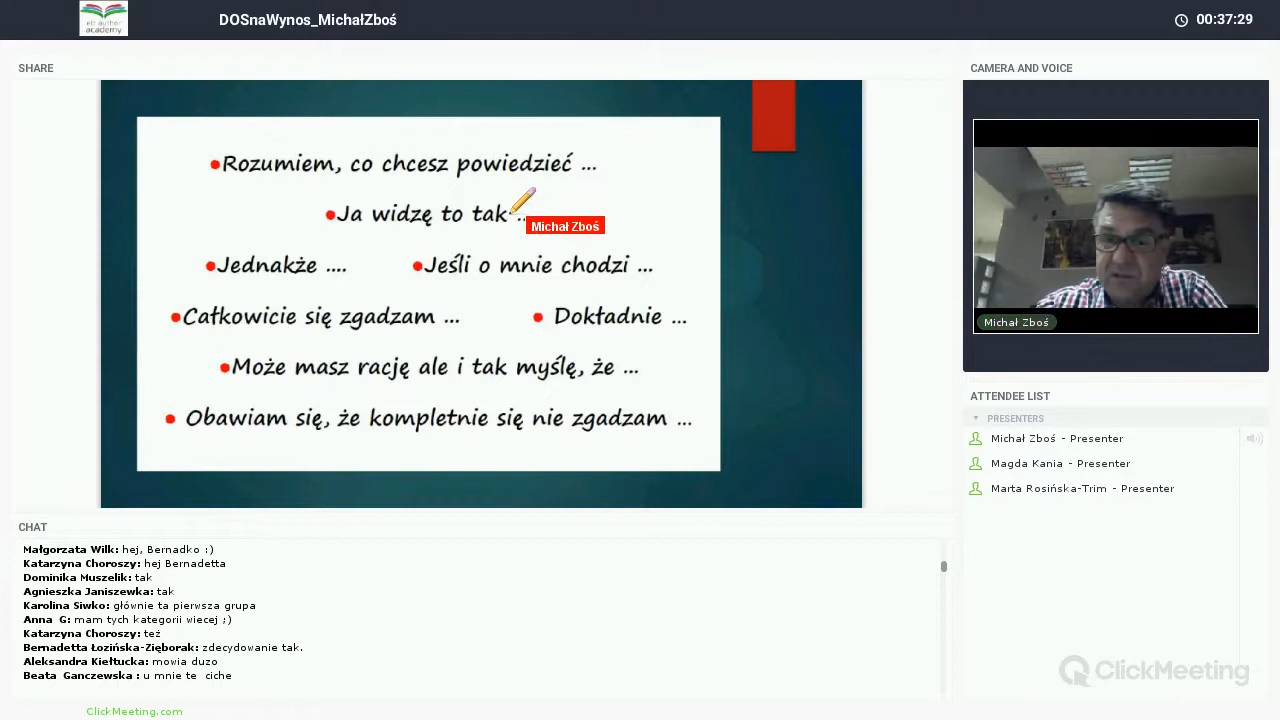 elt author
academy
DOSnaWynos_MichałZboś
00:37:29
SHARE
Rozumiem, co chcesz powiedzieć ...
Ja widzę to tak ...
Michał Zboś
Jednakże .... Jeśli o mnie chodzi ...
Całkowicie się zgadzam ... Dokładnie ...
Może masz rację ale i tak myślę, że ...
Obawiam się, że kompletnie się nie zgadzam ...
CAMERA AND VOICE
Michał Zboś
ATTENDEE LIST
PRESENTERS
Michał Zboś - Presenter
Magda Kania - Presenter
Marta Rosińska-Trim - Presenter
CHAT
Małgorzata Wilk: hej, Bernadko :)
Katarzyna Choroszy: hej Bernadetta
Dominika Muszelik: tak
Agnieszka Janiszewka: tak
Karolina Siwko: głównie ta pierwsza grupa
Anna G: mam tych kategorii wiecej ;)
Katarzyna Choroszy: też
Bernadetta Łozińska-Zięborak: zdecydowanie tak.
Aleksandra Kiełtucka: mowia duzo
Beata Ganczewska : u mnie te ciche
ClickMeeting
ClickMeeting.com